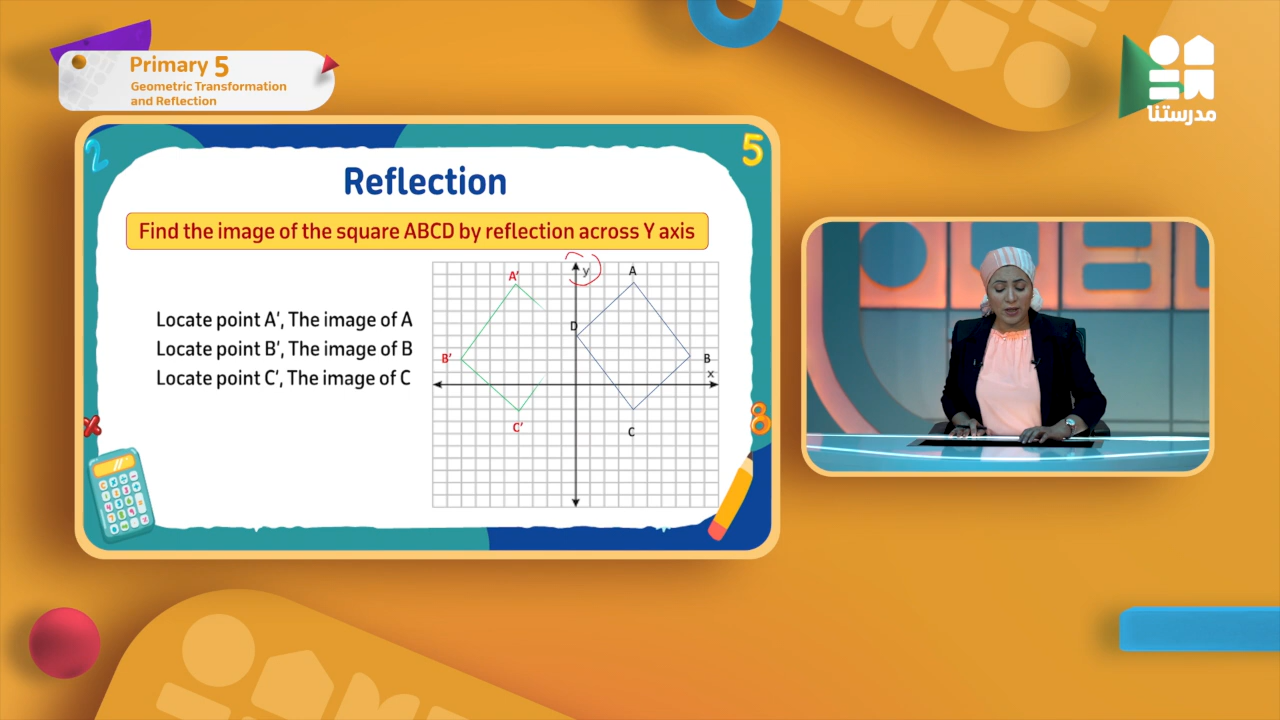 Primary 5
Geometric Transformation
and Reflection
مدرستنا
2
5
Reflection
Find the image of the square ABCD by reflection across Y axis
A'
y
A
Locate point A', The image of A
D
Locate point B', The image of B
B'
B
x
Locate point C', The image of C
C'
C
8